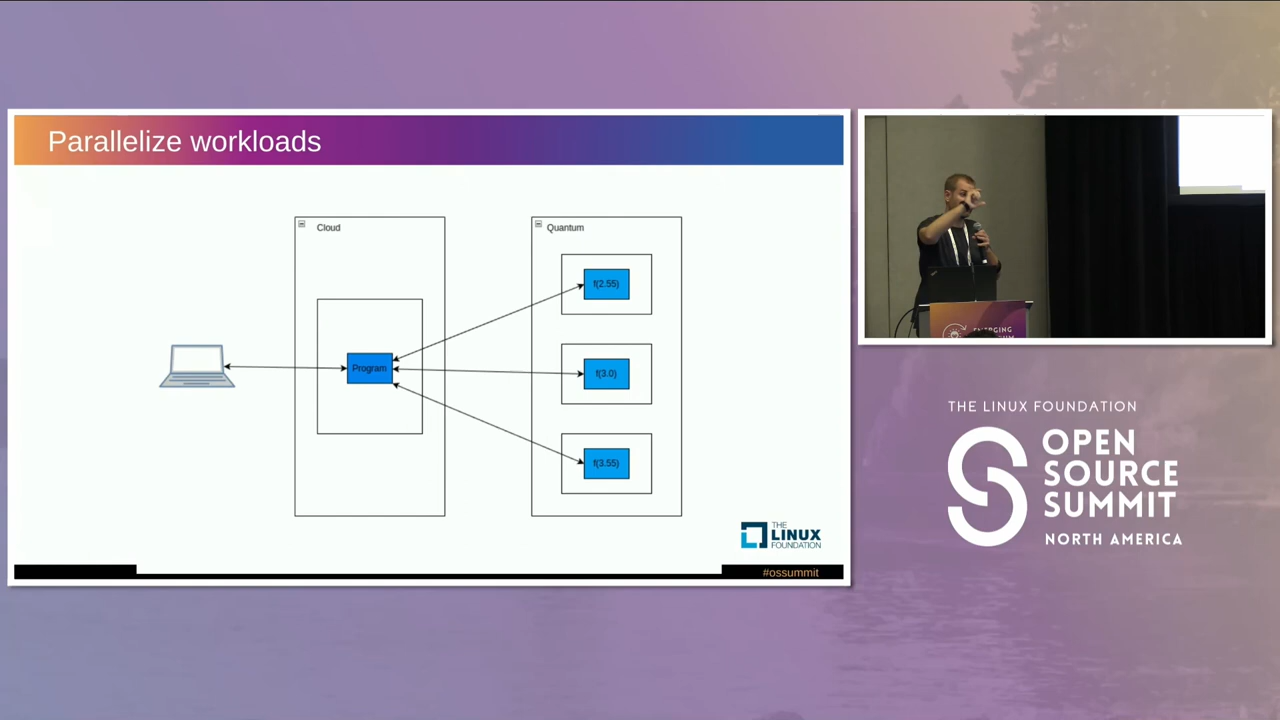 Parallelize workloads
Cloud
Quantum
f(2.55)
Program
f(3.0)
f(3.55)
THE
LINUX
FOUNDATION
#ossummit
THE LINUX FOUNDATION
OPEN
SOURCE
SUMMIT
NORTH AMERICA